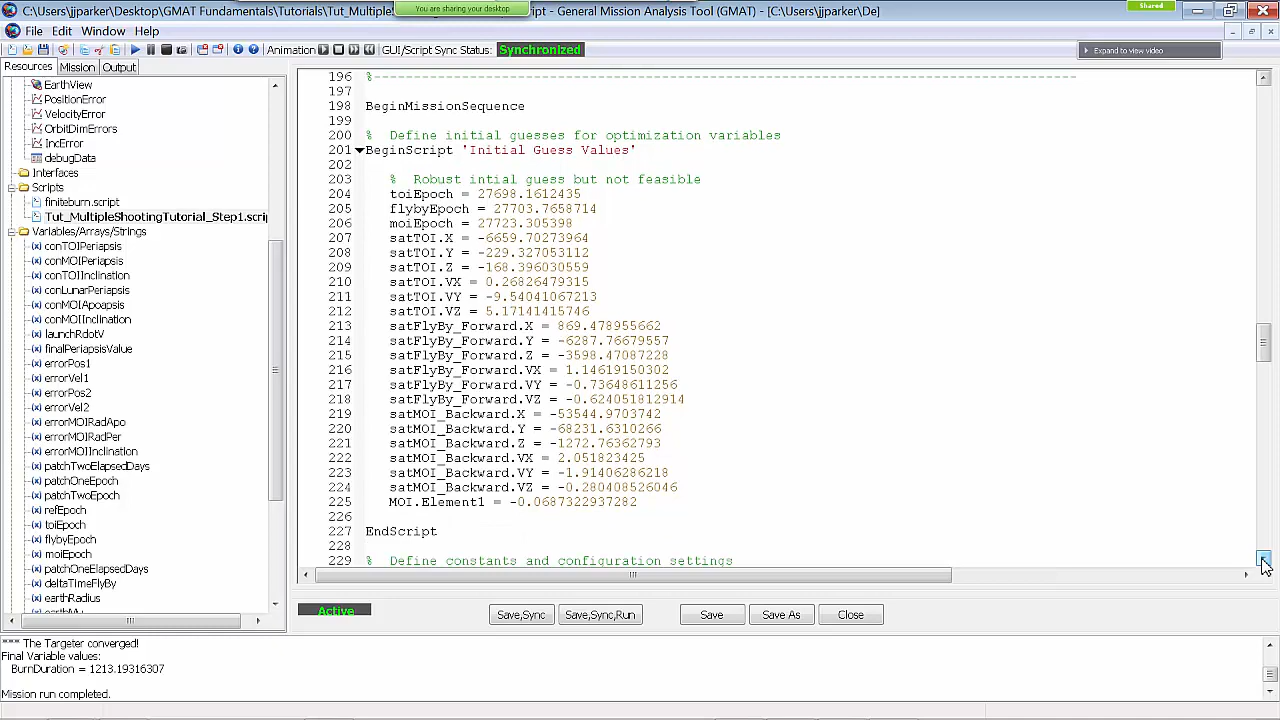 C:\Users\jjparker\Desktop\GMAT Fundamentals\Tutorials\Tut_Multiple
You are sharing your desktop
ript - General Mission Analysis Tool (GMAT) - [C:\Users\jjparker\De]
Shared
File Edit Window Help
Animation
GUI/Script Sync Status:
Synchronized
Expand to view video
Resources Mission Output
EarthView
PositionError
VelocityError
OrbitDimErrors
IncError
debugData
Interfaces
Scripts
finiteburn.script
Tut_MultipleShootingTutorial_Step1.scrip
Variables/Arrays/Strings
conTOIPeriapsis
conMOIPeriapsis
conTOIInclination
conLunarPeriapsis
conMOIApoapsis
conMOIInclination
launchRdotV
finalPeriapsisValue
errorPos1
errorVel1
errorPos2
errorVel2
errorMOIRadApo
errorMOIRadPer
errorMOIInclination
patchTwoElapsedDays
patchOneEpoch
patchTwoEpoch
refEpoch
toiEpoch
flybyEpoch
moiEpoch
patchOneElapsedDays
deltaTimeFlyBy
earthRadius
earthMu
196 %---------------------------------------------------------------------------------------
197
198 BeginMissionSequence
199
200 %  Define initial guesses for optimization variables
201 BeginScript 'Initial Guess Values'
202
203 %  Robust intial guess but not feasible
204 toiEpoch = 27698.1612435
205 flybyEpoch = 27703.7658714
206 moiEpoch = 27723.305398
207 satTOI.X = -6659.70273964
208 satTOI.Y = -229.327053112
209 satTOI.Z = -168.396030559
210 satTOI.VX = 0.26826479315
211 satTOI.VY = -9.54041067213
212 satTOI.VZ = 5.17141415746
213 satFlyBy_Forward.X = 869.478955662
214 satFlyBy_Forward.Y = -6287.76679557
215 satFlyBy_Forward.Z = -3598.47087228
216 satFlyBy_Forward.VX = 1.14619150302
217 satFlyBy_Forward.VY = -0.73648611256
218 satFlyBy_Forward.VZ = -0.624051812914
219 satMOI_Backward.X = -53544.9703742
220 satMOI_Backward.Y = -68231.6310266
221 satMOI_Backward.Z = -1272.76362793
222 satMOI_Backward.VX = 2.051823425
223 satMOI_Backward.VY = -1.91406286218
224 satMOI_Backward.VZ = -0.280408526046
225 MOI.Element1 = -0.0687322937282
226
227 EndScript
228
229 %  Define constants and configuration settings
Active
Save,Sync Save,Sync,Run Save Save As Close
*** The Targeter converged!
Final Variable values:
BurnDuration = 1213.19316307
Mission run completed.